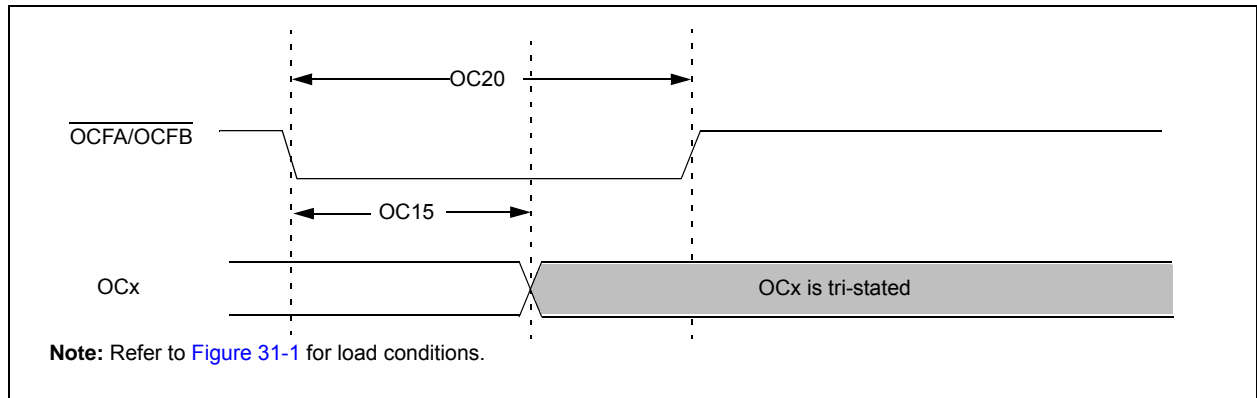 OC20
OCFA/OCFB
OC15
OCx
OCx is tri-stated
Note: Refer to Figure 31-1 for load conditions.